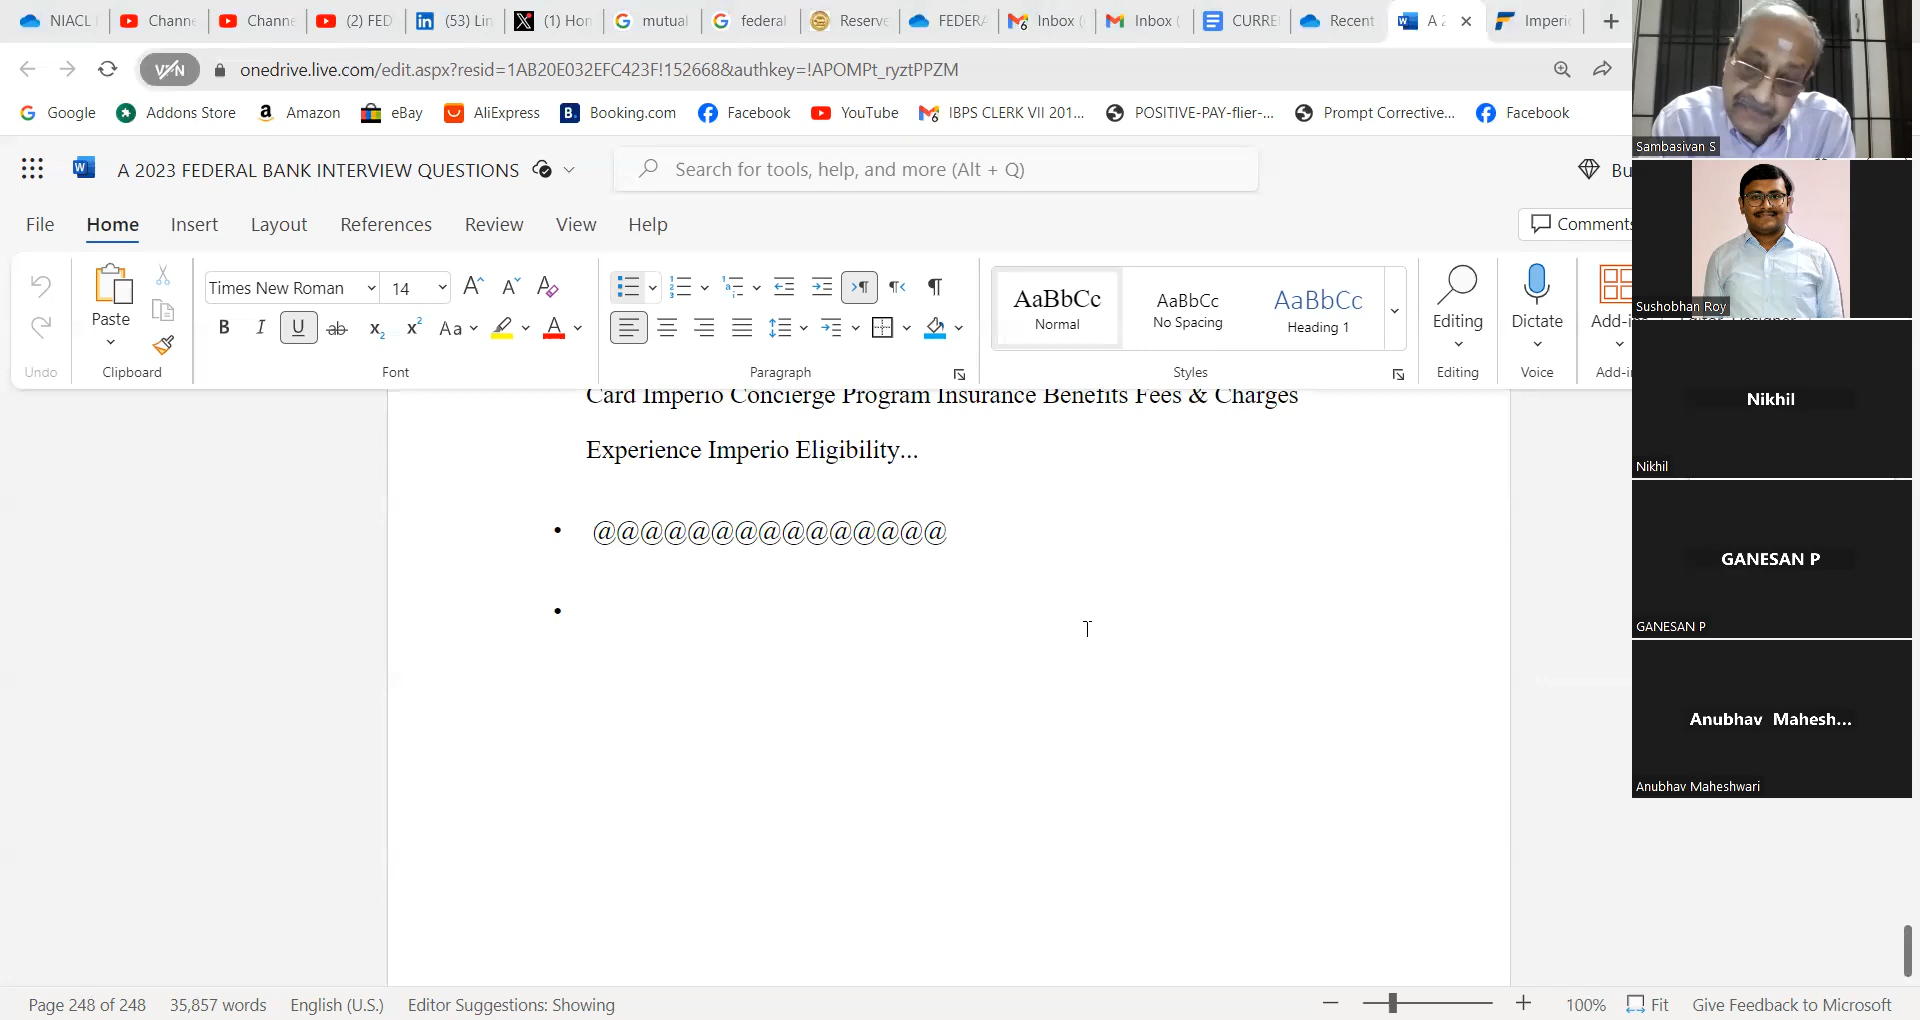 NIACL
Channe
Channe
(2) FED
(53) Lin
(1) Hon
mutual
federal
Reserve
FEDERA
Inbox (
Inbox (
CURRE
Recent
A 2
Imperio
onedrive.live.com/edit.aspx?resid=1AB20E032EFC423F!152668&authkey=!APOMPt_ryztPPZM
Google
Addons Store
Amazon
eBay
AliExpress
Booking.com
Facebook
YouTube
IBPS CLERK VII 201...
POSITIVE-PAY-flier-...
Prompt Corrective...
Facebook
A 2023 FEDERAL BANK INTERVIEW QUESTIONS
Search for tools, help, and more (Alt + Q)
File Home Insert Layout References Review View Help
Comments
Undo
Paste
Clipboard
Times New Roman 14
Font
Paragraph
AaBbCc
Normal
AaBbCc
No Spacing
AaBbCc
Heading 1
Styles
Editing
Editing
Dictate
Voice
Card Imperio Concierge Program Insurance Benefits Fees & Charges
Experience Imperio Eligibility...
• @@@@@@@@@@@@@@@
•
Page 248 of 248 35,857 words English (U.S.) Editor Suggestions: Showing
100% Fit Give Feedback to Microsoft
Sambasivan S
Sushobhan Roy
Nikhil
Nikhil
GANESAN P
GANESAN P
Anubhav Mahesh...
Anubhav Maheshwari